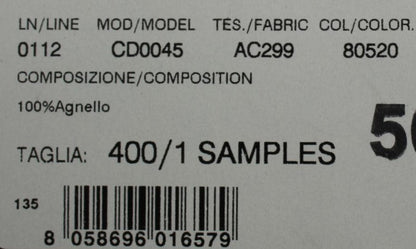 LN/LINE MOD/MODEL TES./FABRIC COL/COLOR.
0112 CD0045 AC299 80520
COMPOSIZIONE/COMPOSITION
100%Agnello
TAGLIA: 400/1 SAMPLES
135
8 058696 016579